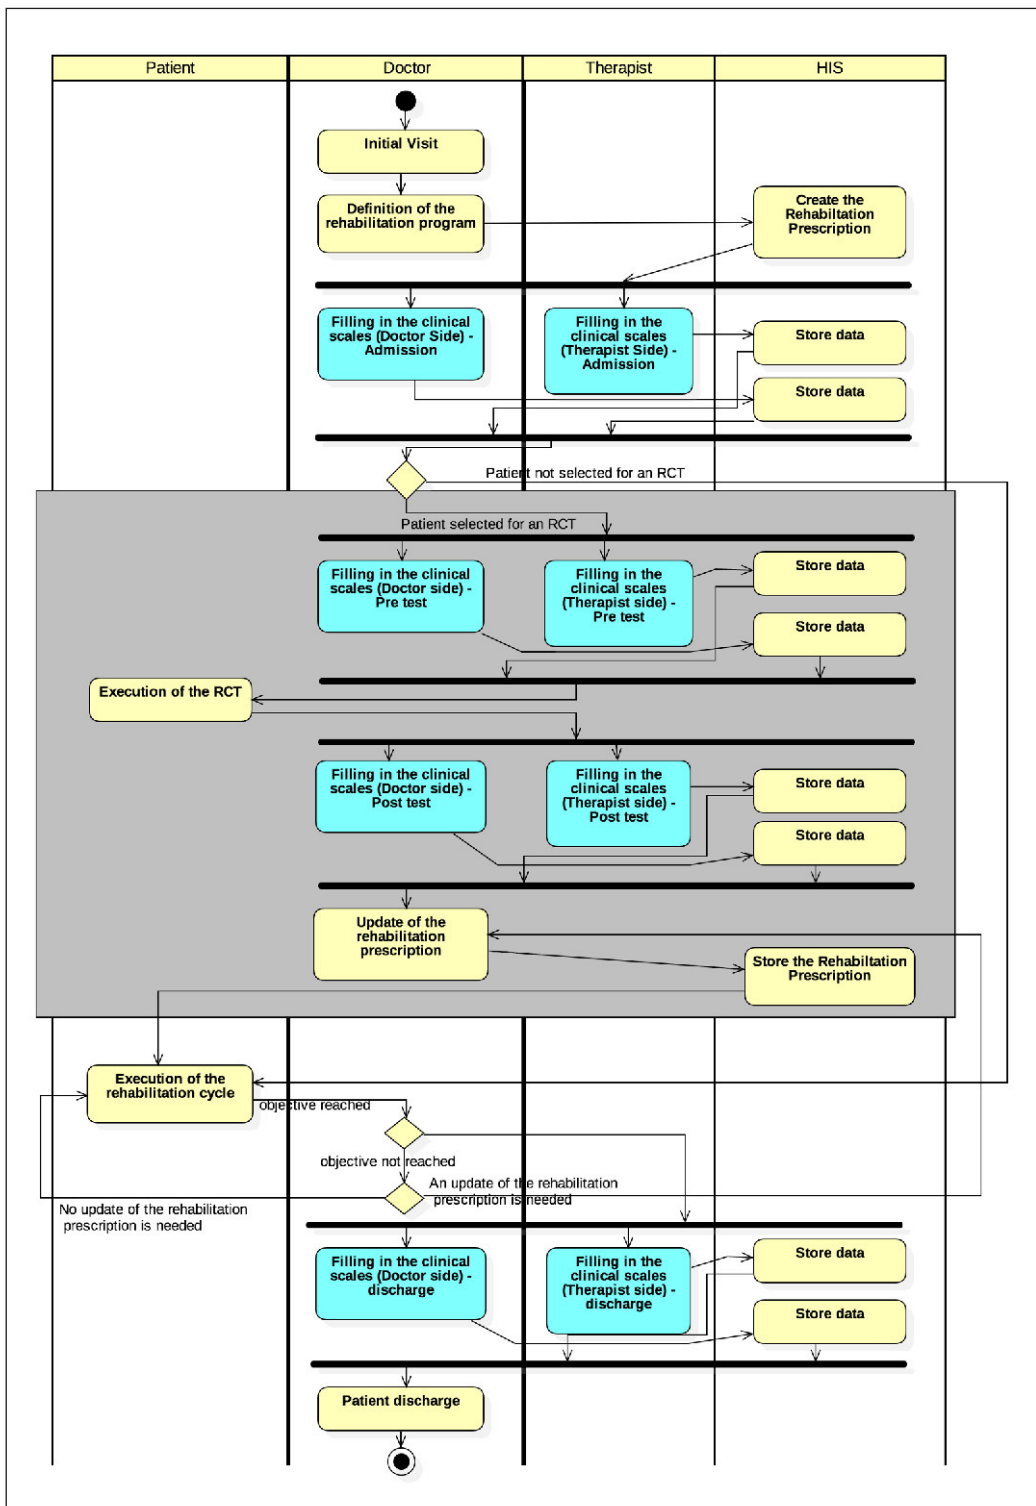 Patient
Doctor
Therapist
HIS
Initial Visit
Definition of the
rehabilitation program
Create the
Rehabiltation
Prescription
Filling in the clinical
scales (Doctor Side) -
Admission
Filling in the
clinical scales
(Therapist Side) -
Admission
Store data
Store data
Patient not selected for an RCT
Patient selected for an RCT
Filling in the clinical
scales (Doctor side) -
Pre test
Filling in the
clinical scales
(Therapist side) -
Pre test
Store data
Store data
Execution of the RCT
Filling in the clinical
scales (Doctor side) -
Post test
Filling in the
clinical scales
(Therapist side) -
Post test
Store data
Store data
Update of the
rehabilitation
prescription
Store the Rehabiltation
Prescription
Execution of the
rehabilitation cycle
objective reached
objective not reached
An update of the rehabilitation
prescription is needed
No update of the rehabilitation
prescription is needed
Filling in the clinical
scales (Doctor side) -
discharge
Filling in the
clinical scales
(Therapist side) -
discharge
Store data
Store data
Patient discharge